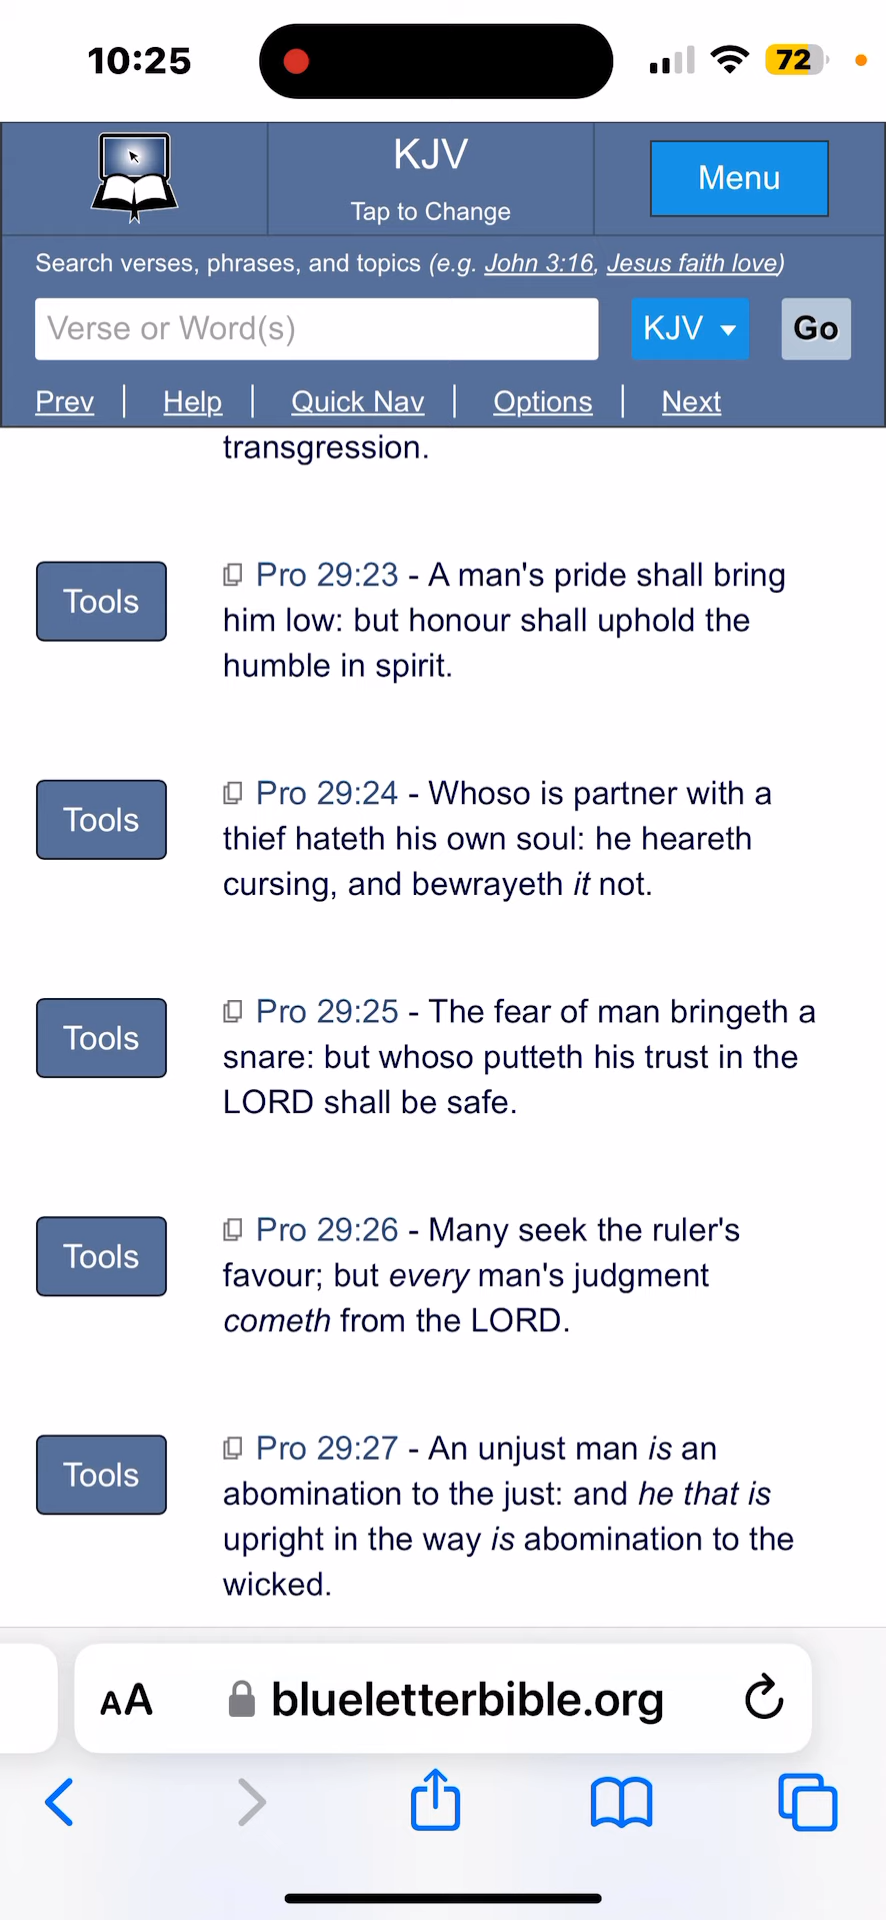 10:25
72
KJV
Tap to Change
Menu
Search verses, phrases, and topics (e.g. John 3:16, Jesus faith love)
Verse or Word(s)
KJV
Go
Prev | Help | Quick Nav | Options | Next
transgression.
Tools
Pro 29:23 - A man's pride shall bring
him low: but honour shall uphold the
humble in spirit.
Tools
Pro 29:24 - Whoso is partner with a
thief hateth his own soul: he heareth
cursing, and bewrayeth it not.
Tools
Pro 29:25 - The fear of man bringeth a
snare: but whoso putteth his trust in the
LORD shall be safe.
Tools
Pro 29:26 - Many seek the ruler's
favour; but every man's judgment
cometh from the LORD.
Tools
Pro 29:27 - An unjust man is an
abomination to the just: and he that is
upright in the way is abomination to the
wicked.
AA
blueletterbible.org